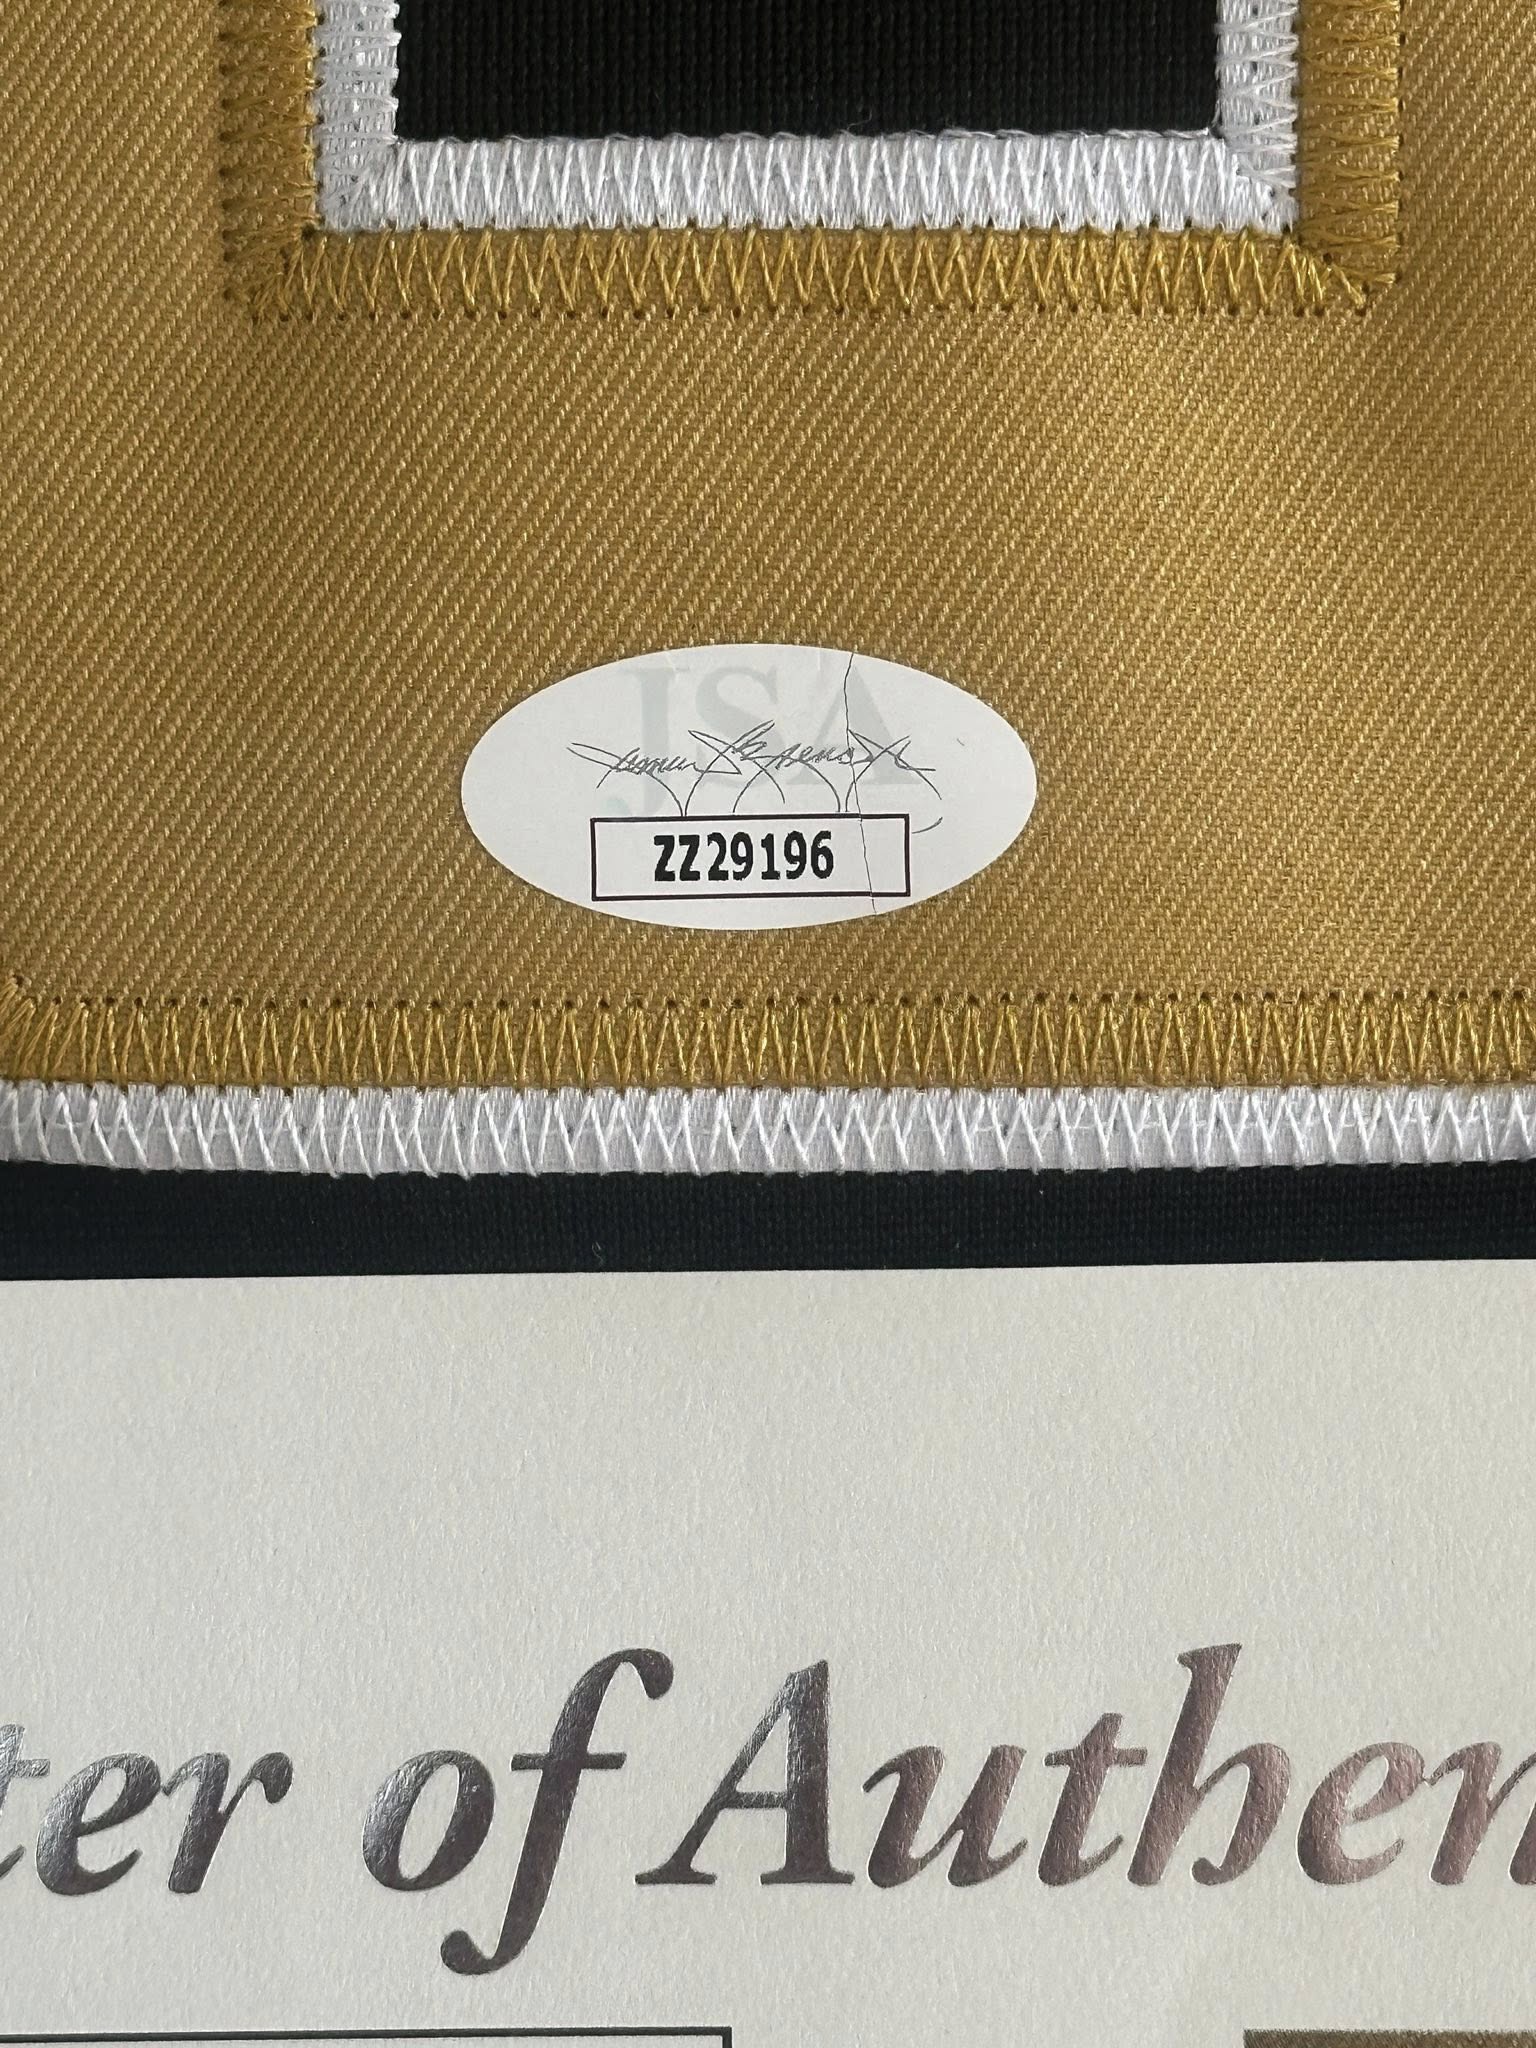 JSA
ZZ29196
ter of Authen